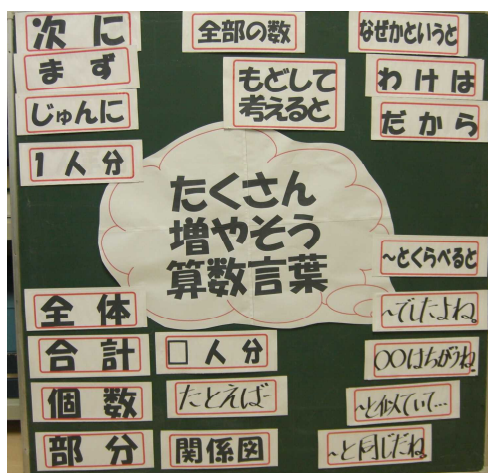 次に
まず
じゅんに
1人分
全部の数
もどして
考えると
なぜかというと
わけは
だから
たくさん
増やそう
算数言葉
~とくらべると
~でしたよね。
○○はちがうね。
~と似ていて…
~と同じだね。
全体
合計
個数
部分
□人分
たとえば
関係図